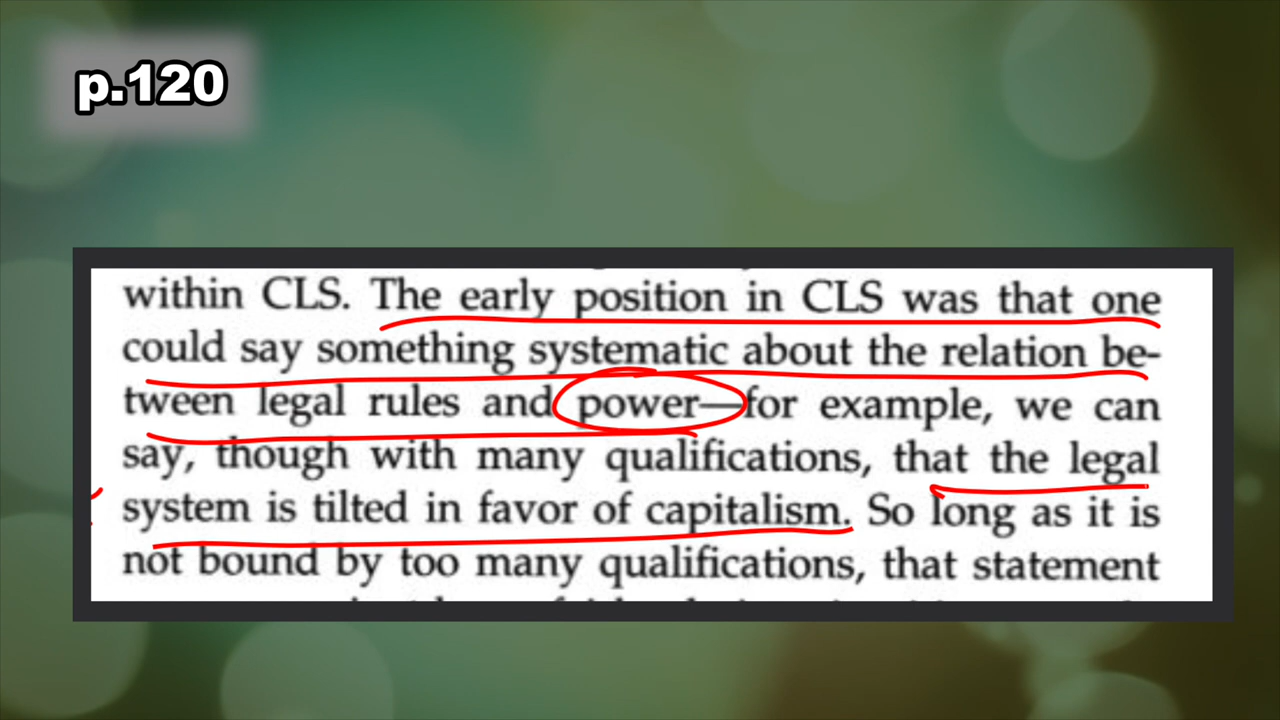 p.120
within CLS. The early position in CLS was that one
could say something systematic about the relation be-
tween legal rules and power—for example, we can
say, though with many qualifications, that the legal
system is tilted in favor of capitalism. So long as it is
not bound by too many qualifications, that statement